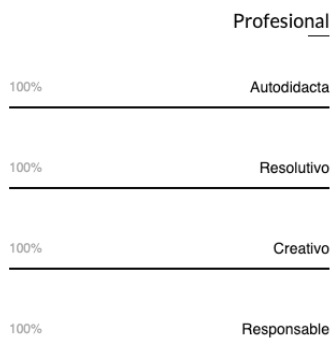 Profesional
100% Autodidacta
100% Resolutivo
100% Creativo
100% Responsable